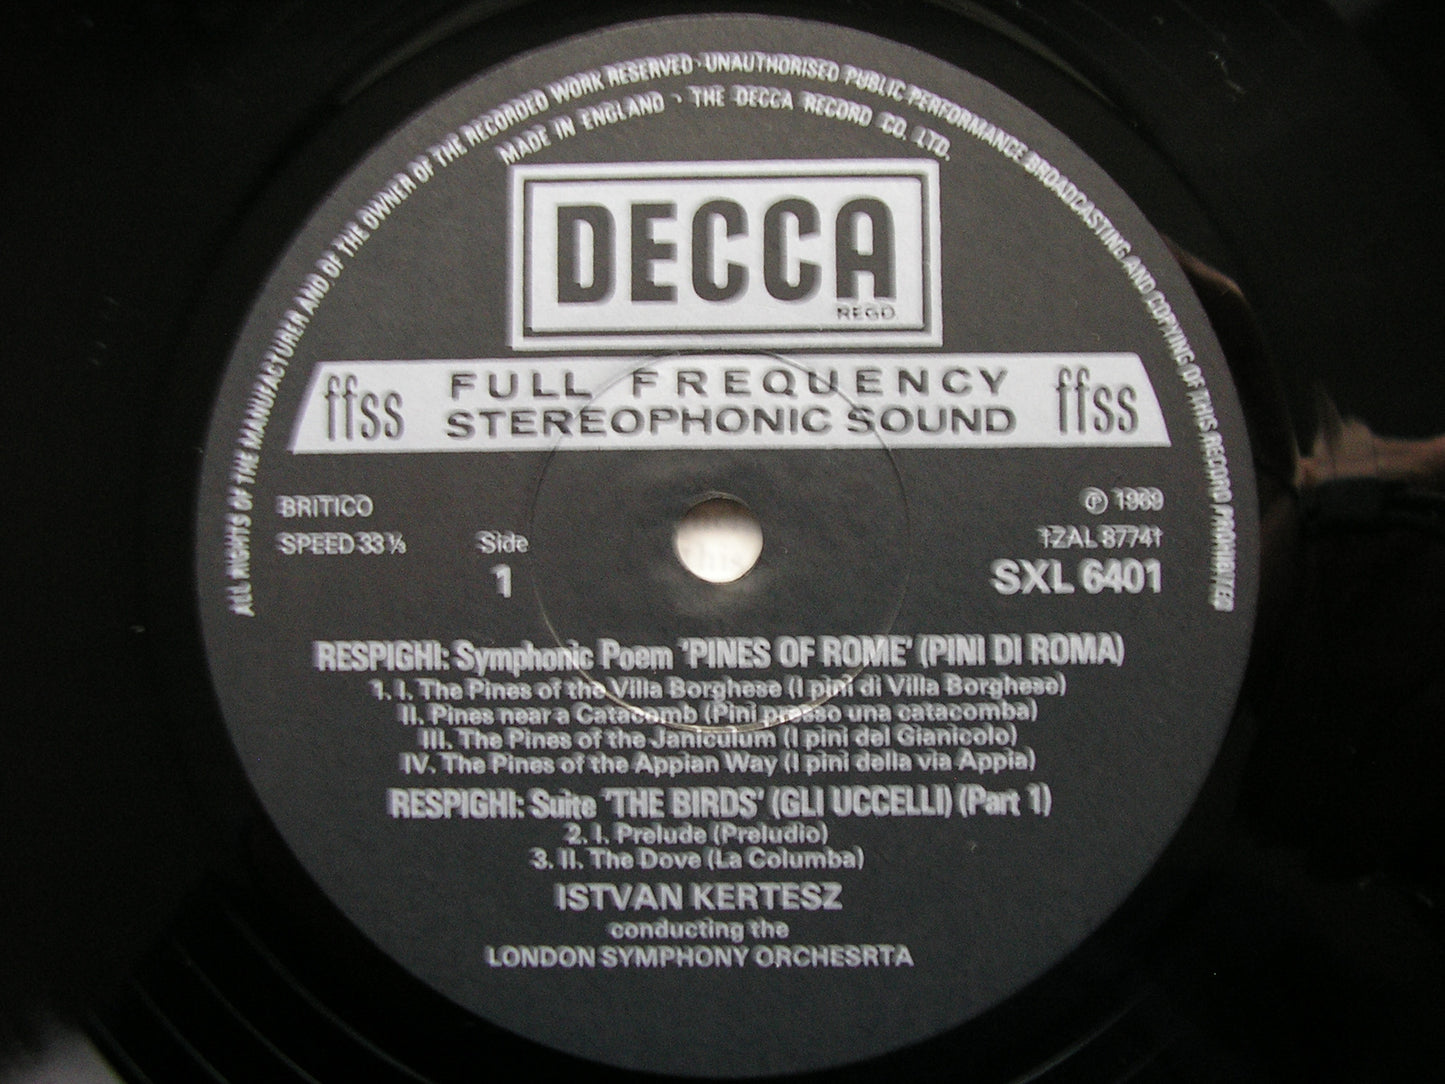 ALL RIGHTS OF THE MANUFACTURER AND OF THE OWNER OF THE RECORDED WORK RESERVED · UNAUTHORISED PUBLIC PERFORMANCE BROADCASTING AND COPYING OF THIS RECORD PROHIBITED
MADE IN ENGLAND · THE DECCA RECORD CO. LTD.
DECCA
REGD.
ffss FULL FREQUENCY STEREOPHONIC SOUND ffss
BRITICO
℗ 1969
SPEED 33⅓
Side
1ZAL 87741
1
SXL 6401
RESPIGHI: Symphonic Poem 'PINES OF ROME' (PINI DI ROMA)
1. I. The Pines of the Villa Borghese (I pini di Villa Borghese)
II. Pines near a Catacomb (Pini presso una catacomba)
III. The Pines of the Janiculum (I pini del Gianicolo)
IV. The Pines of the Appian Way (I pini della via Appia)
RESPIGHI: Suite 'THE BIRDS' (GLI UCCELLI) (Part 1)
2. I. Prelude (Preludio)
3. II. The Dove (La Columba)
ISTVAN KERTESZ
conducting the
LONDON SYMPHONY ORCHESRTA